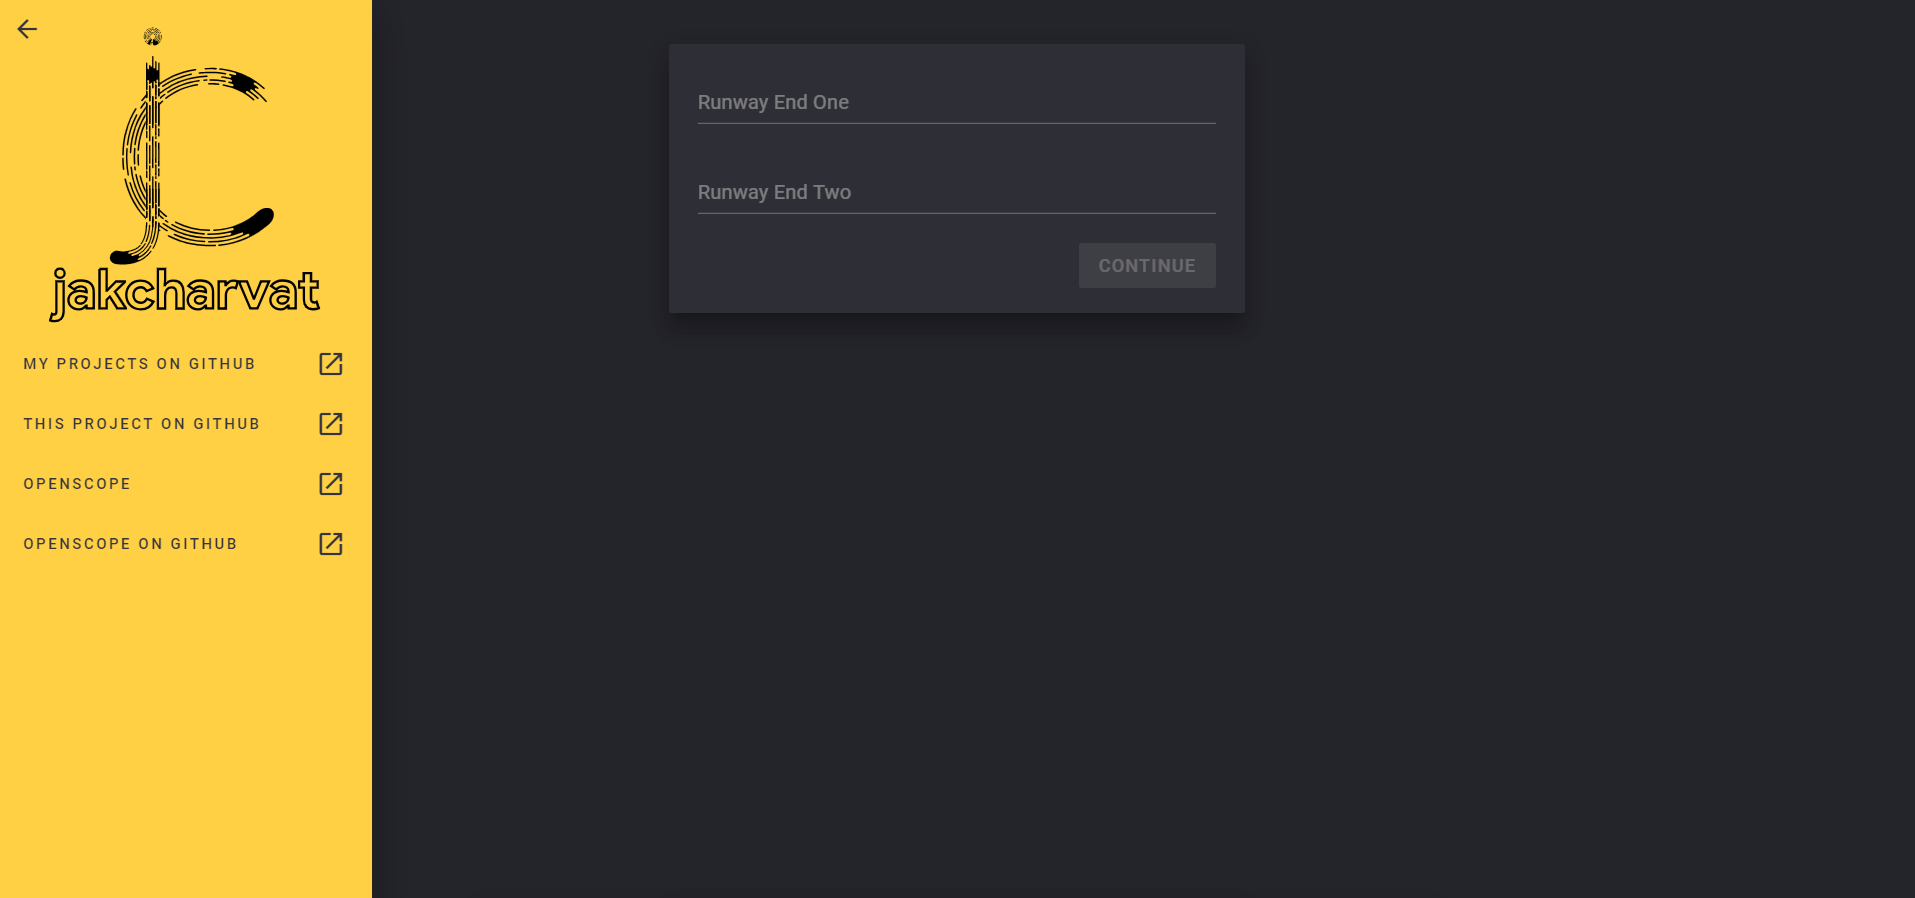 jc
jakcharvat
MY PROJECTS ON GITHUB
THIS PROJECT ON GITHUB
OPENSCOPE
OPENSCOPE ON GITHUB
Runway End One
Runway End Two
CONTINUE